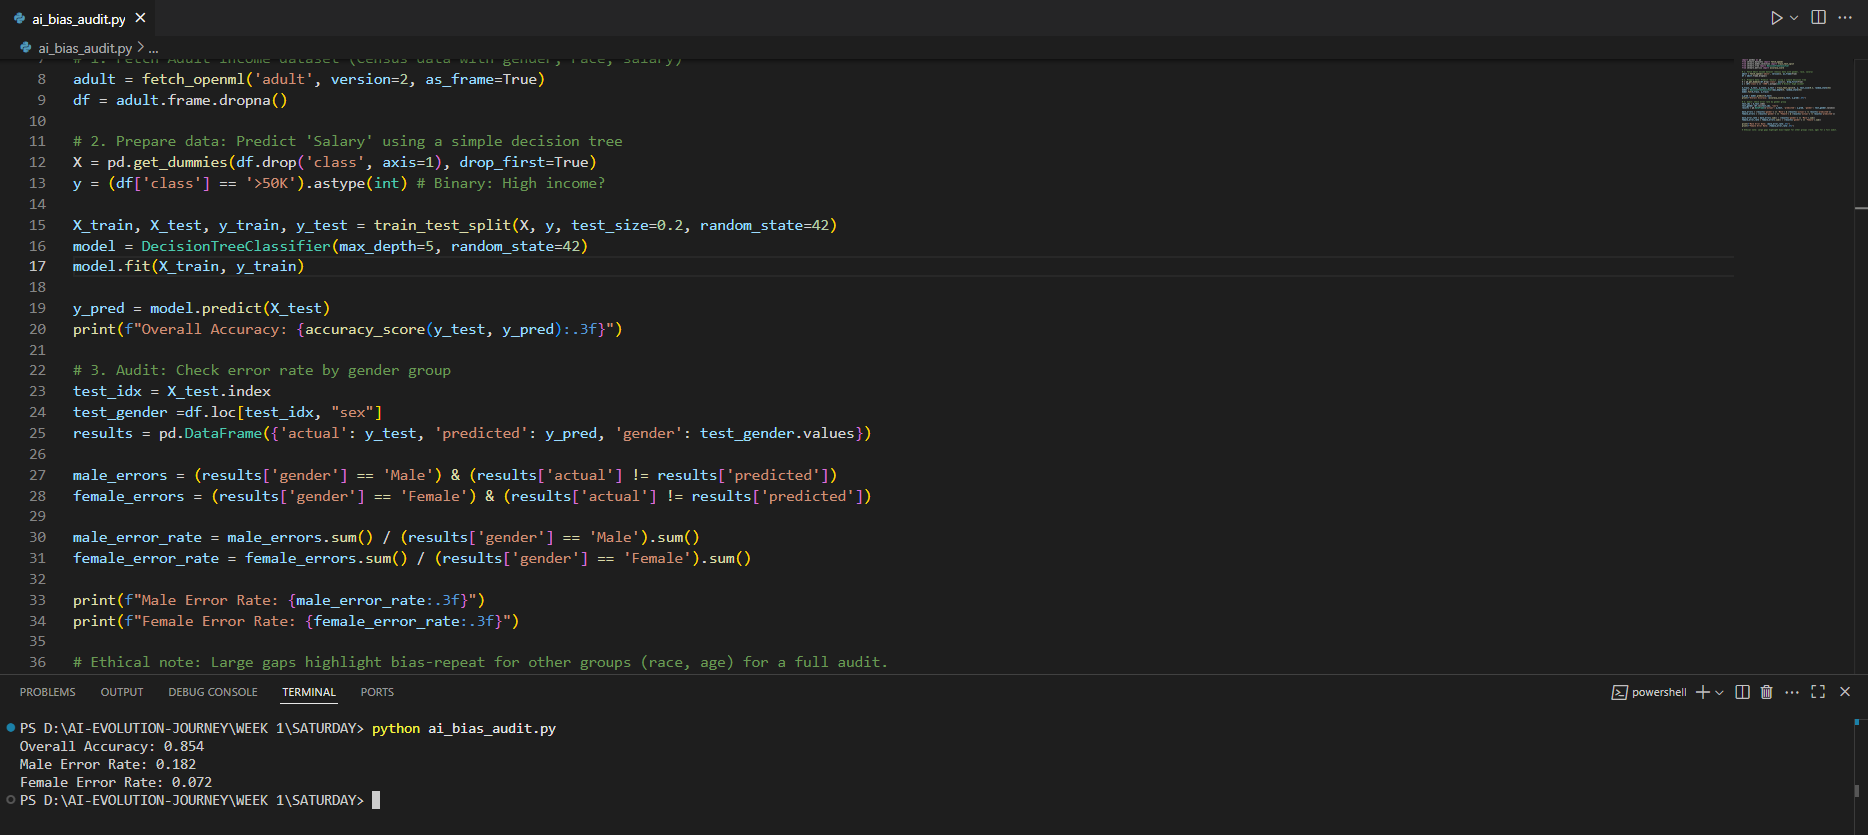 ai_bias_audit.py
ai_bias_audit.py > ...
7 # 1. Fetch Adult income dataset (Census data with gender, race, salary)
8 adult = fetch_openml('adult', version=2, as_frame=True)
9 df = adult.frame.dropna()
10
11 # 2. Prepare data: Predict 'Salary' using a simple decision tree
12 X = pd.get_dummies(df.drop('class', axis=1), drop_first=True)
13 y = (df['class'] == '>50K').astype(int) # Binary: High income?
14
15 X_train, X_test, y_train, y_test = train_test_split(X, y, test_size=0.2, random_state=42)
16 model = DecisionTreeClassifier(max_depth=5, random_state=42)
17 model.fit(X_train, y_train)
18
19 y_pred = model.predict(X_test)
20 print(f"Overall Accuracy: {accuracy_score(y_test, y_pred):.3f}")
21
22 # 3. Audit: Check error rate by gender group
23 test_idx = X_test.index
24 test_gender =df.loc[test_idx, "sex"]
25 results = pd.DataFrame({'actual': y_test, 'predicted': y_pred, 'gender': test_gender.values})
26
27 male_errors = (results['gender'] == 'Male') & (results['actual'] != results['predicted'])
28 female_errors = (results['gender'] == 'Female') & (results['actual'] != results['predicted'])
29
30 male_error_rate = male_errors.sum() / (results['gender'] == 'Male').sum()
31 female_error_rate = female_errors.sum() / (results['gender'] == 'Female').sum()
32
33 print(f"Male Error Rate: {male_error_rate:.3f}")
34 print(f"Female Error Rate: {female_error_rate:.3f}")
35
36 # Ethical note: Large gaps highlight bias-repeat for other groups (race, age) for a full audit.
PROBLEMS OUTPUT DEBUG CONSOLE TERMINAL PORTS powershell
PS D:\AI-EVOLUTION-JOURNEY\WEEK 1\SATURDAY> python ai_bias_audit.py
Overall Accuracy: 0.854
Male Error Rate: 0.182
Female Error Rate: 0.072
PS D:\AI-EVOLUTION-JOURNEY\WEEK 1\SATURDAY>